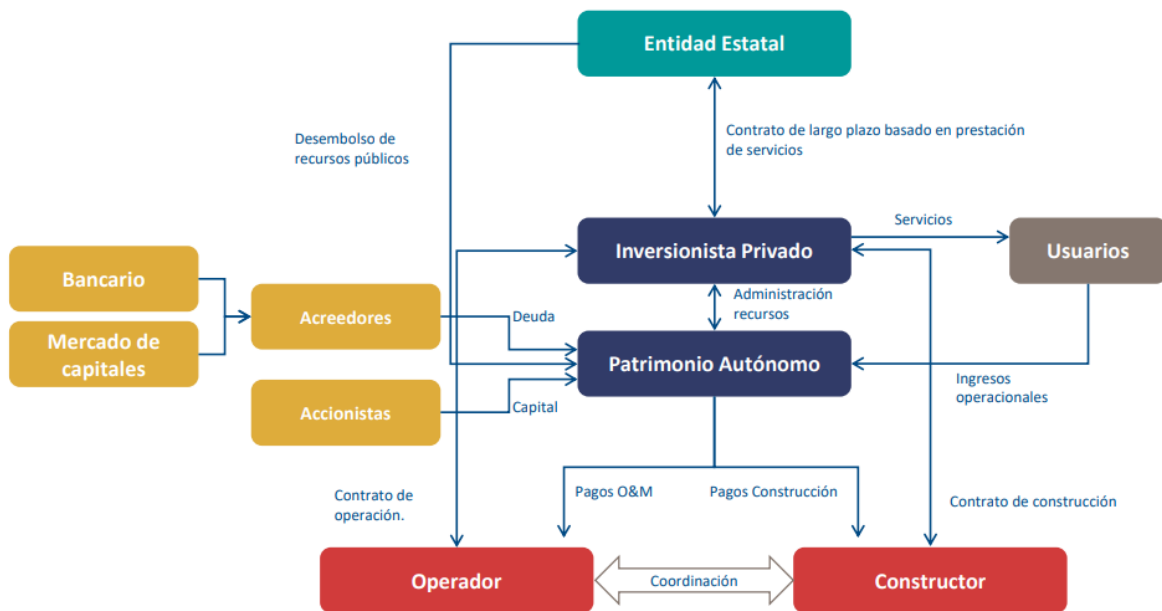 Entidad Estatal
Desembolso de
recursos públicos
Contrato de largo plazo basado en prestación
de servicios
Servicios
Inversionista Privado
Usuarios
Bancario
Administración
recursos
Acreedores
Deuda
Mercado de
capitales
Patrimonio Autónomo
Ingresos
operacionales
Accionistas
Capital
Contrato de
operación.
Pagos O&M
Pagos Construcción
Contrato de construcción
Operador
Coordinación
Constructor